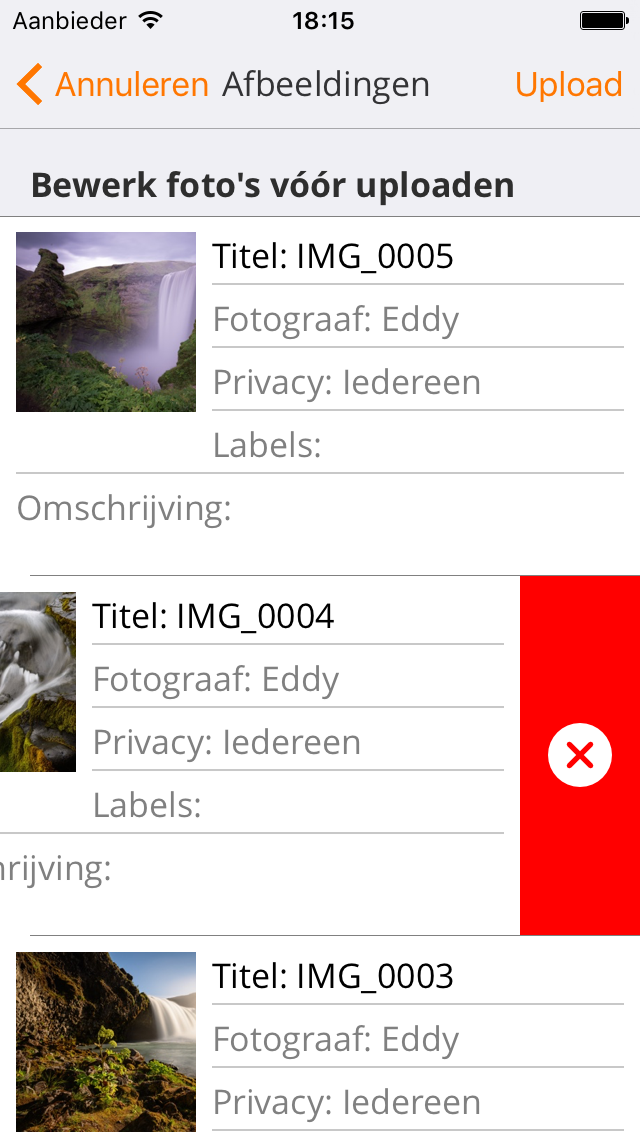 Aanbieder 18:15
Annuleren Afbeeldingen Upload
Bewerk foto's vóór uploaden
Titel: IMG_0005
Fotograaf: Eddy
Privacy: Iedereen
Labels:
Omschrijving:
Titel: IMG_0004
Fotograaf: Eddy
Privacy: Iedereen
Labels:
hrijving:
Titel: IMG_0003
Fotograaf: Eddy
Privacy: Iedereen